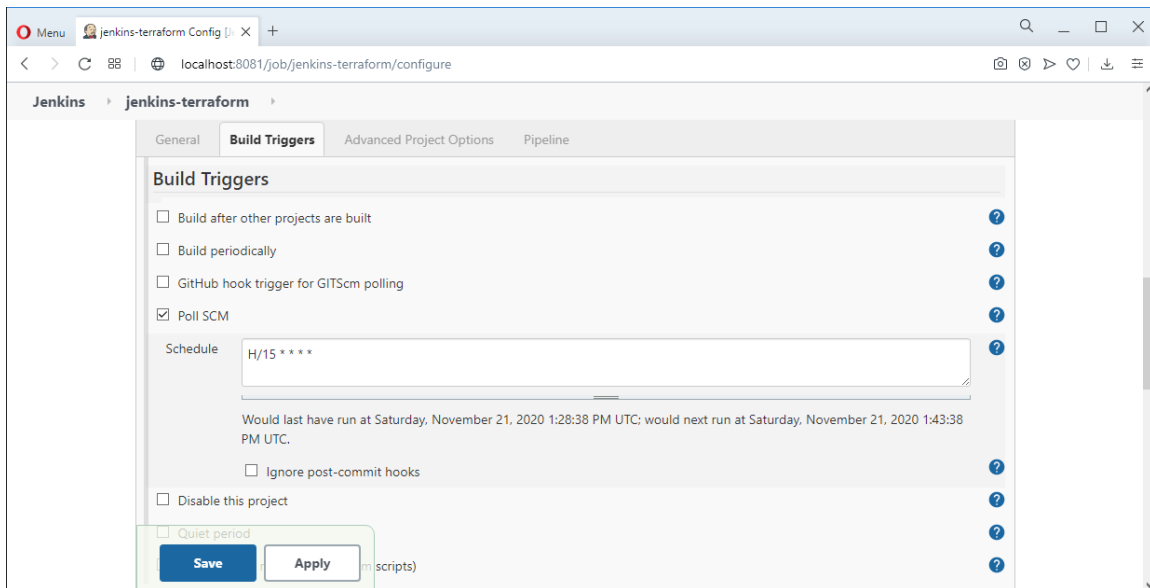 Menu
jenkins-terraform Config [J
localhost:8081/job/jenkins-terraform/configure
Jenkins jenkins-terraform
General Build Triggers Advanced Project Options Pipeline
Build Triggers
Build after other projects are built
Build periodically
GitHub hook trigger for GITScm polling
Poll SCM
Schedule H/15 * * * *
Would last have run at Saturday, November 21, 2020 1:28:38 PM UTC; would next run at Saturday, November 21, 2020 1:43:38
PM UTC.
Ignore post-commit hooks
Disable this project
Quiet period
Save Apply scripts)